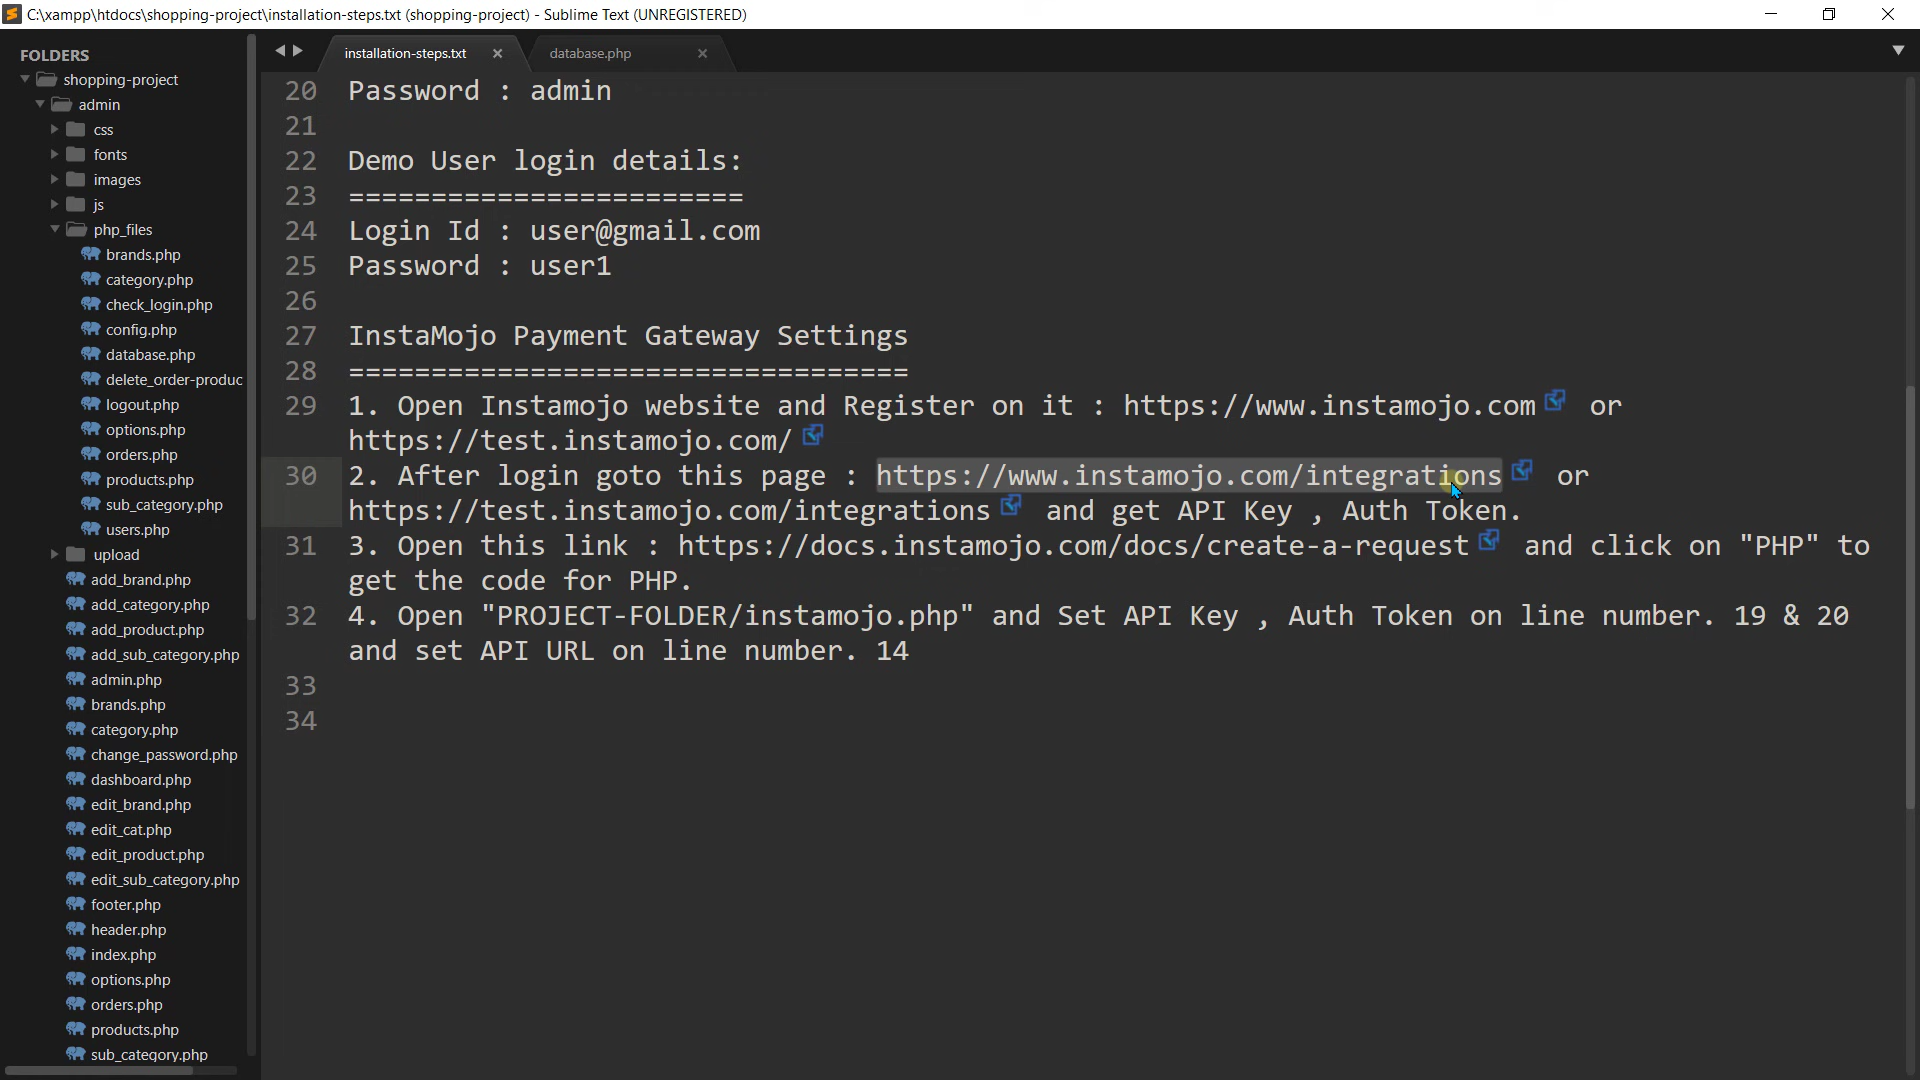 C:\xampp\htdocs\shopping-project\installation-steps.txt (shopping-project) - Sublime Text (UNREGISTERED)
FOLDERS
shopping-project
admin
css
fonts
images
js
php_files
brands.php
category.php
check_login.php
config.php
database.php
delete_order-produc
logout.php
options.php
orders.php
products.php
sub_category.php
users.php
upload
add_brand.php
add_category.php
add_product.php
add_sub_category.php
admin.php
brands.php
category.php
change_password.php
dashboard.php
edit_brand.php
edit_cat.php
edit_product.php
edit_sub_category.php
footer.php
header.php
index.php
options.php
orders.php
products.php
sub_category.php
installation-steps.txt × database.php ×
20 Password : admin
21
22 Demo User login details:
23 ========================
24 Login Id : user@gmail.com
25 Password : user1
26
27 InstaMojo Payment Gateway Settings
28 ==================================
29 1. Open Instamojo website and Register on it : https://www.instamojo.com or
https://test.instamojo.com/
30 2. After login goto this page : https://www.instamojo.com/integrations or
https://test.instamojo.com/integrations and get API Key , Auth Token.
31 3. Open this link : https://docs.instamojo.com/docs/create-a-request and click on "PHP" to
get the code for PHP.
32 4. Open "PROJECT-FOLDER/instamojo.php" and Set API Key , Auth Token on line number. 19 & 20
and set API URL on line number. 14
33
34